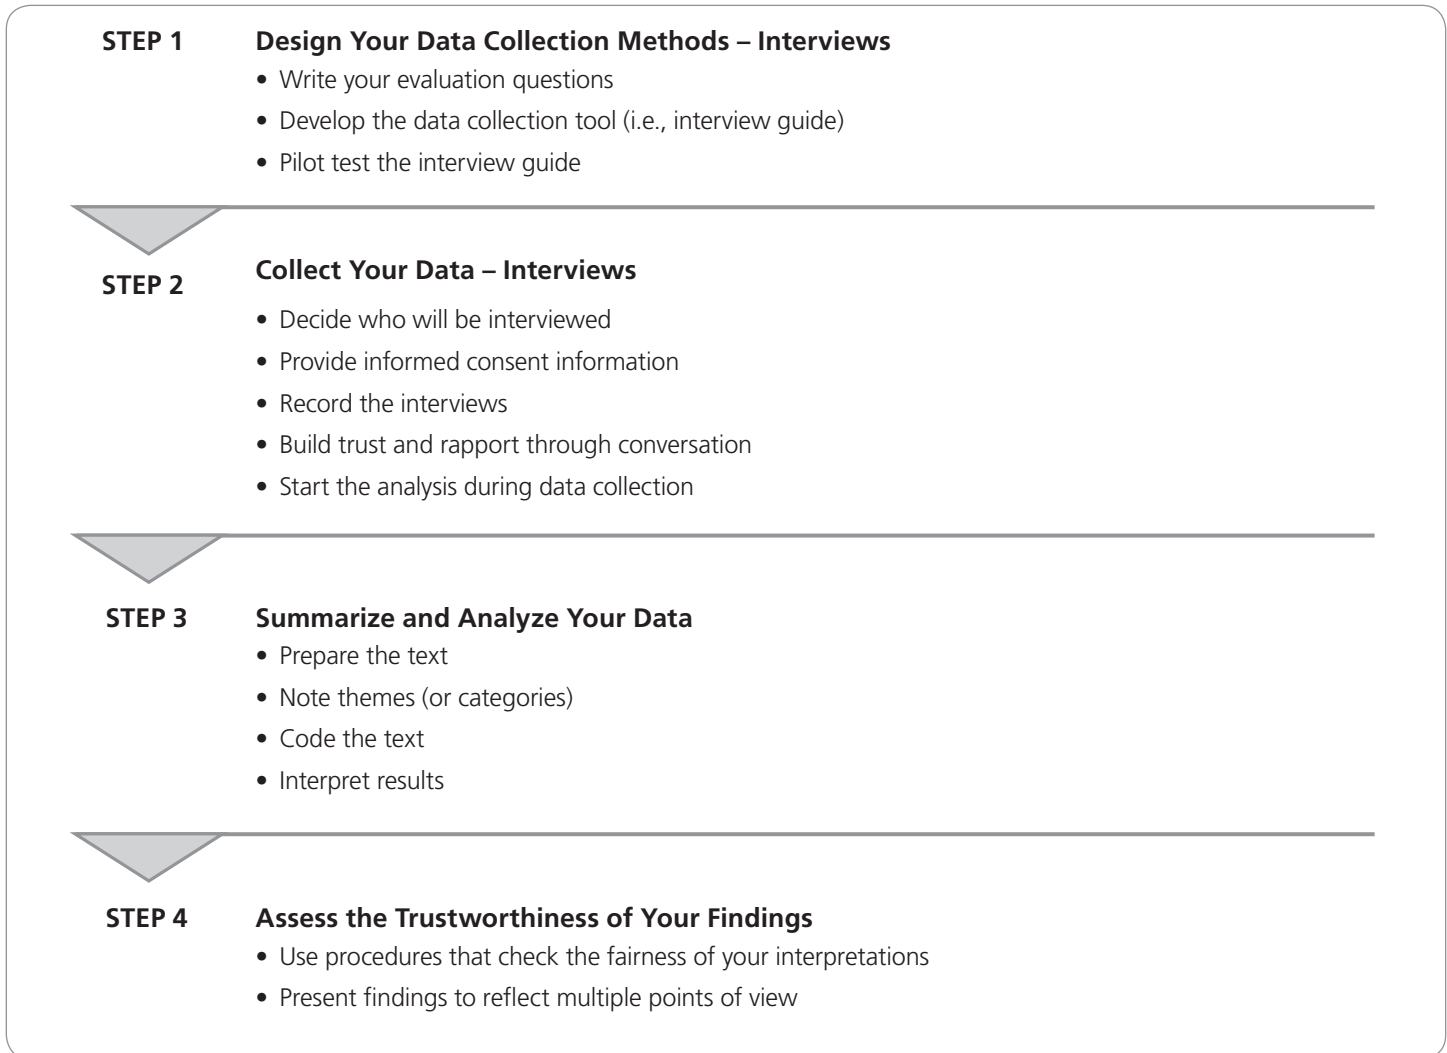 STEP 1 Design Your Data Collection Methods – Interviews
• Write your evaluation questions
• Develop the data collection tool (i.e., interview guide)
• Pilot test the interview guide
STEP 2 Collect Your Data – Interviews
• Decide who will be interviewed
• Provide informed consent information
• Record the interviews
• Build trust and rapport through conversation
• Start the analysis during data collection
STEP 3 Summarize and Analyze Your Data
• Prepare the text
• Note themes (or categories)
• Code the text
• Interpret results
STEP 4 Assess the Trustworthiness of Your Findings
• Use procedures that check the fairness of your interpretations
• Present findings to reflect multiple points of view